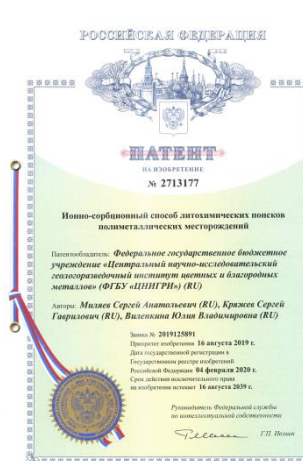 РОССИЙСКАЯ ФЕДЕРАЦИЯ
ПАТЕНТ
НА ИЗОБРЕТЕНИЕ
№ 2713177
Ионно-сорбционный способ литохимических поисков
полиметаллических месторождений
Патентообладатель: Федеральное государственное бюджетное
учреждение «Центральный научно-исследовательский
геологоразведочный институт цветных и благородных
металлов» (ФГБУ «ЦНИГРИ») (RU)
Авторы: Миляев Сергей Анатольевич (RU), Кряжев Сергей
Гаврилович (RU), Виленкина Юлия Владимировна (RU)
Заявка № 2019125891
Приоритет изобретения 16 августа 2019 г.
Дата государственной регистрации в
Государственном реестре изобретений
Российской Федерации 04 февраля 2020 г.
Срок действия исключительного права
на изобретение истекает 16 августа 2039 г.
Руководитель Федеральной службы
по интеллектуальной собственности
Г.П. Ивлиев